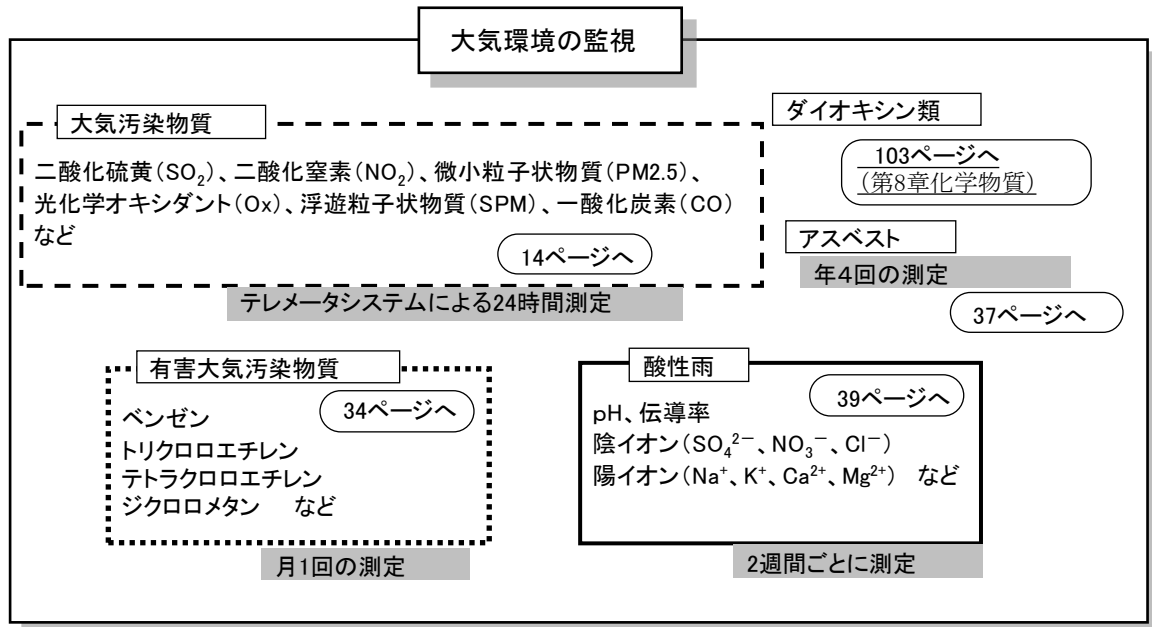 大気環境の監視
大気汚染物質
二酸化硫黄(SO₂)、二酸化窒素(NO₂)、微小粒子状物質(PM2.5)、
光化学オキシダント(Ox)、浮遊粒子状物質(SPM)、一酸化炭素(CO)
など
14ページへ
テレメータシステムによる24時間測定
ダイオキシン類
103ページへ
(第8章化学物質)
アスベスト
年4回の測定
37ページへ
有害大気汚染物質
34ページへ
ベンゼン
トリクロロエチレン
テトラクロロエチレン
ジクロロメタン など
月1回の測定
酸性雨
39ページへ
pH、伝導率
陰イオン(SO₄²⁻、NO₃⁻、Cl⁻)
陽イオン(Na⁺、K⁺、Ca²⁺、Mg²⁺) など
2週間ごとに測定